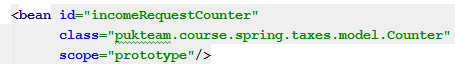 <bean id="incomeRequestCounter"
class="pukteam.course.spring.taxes.model.Counter"
scope="prototype"/>